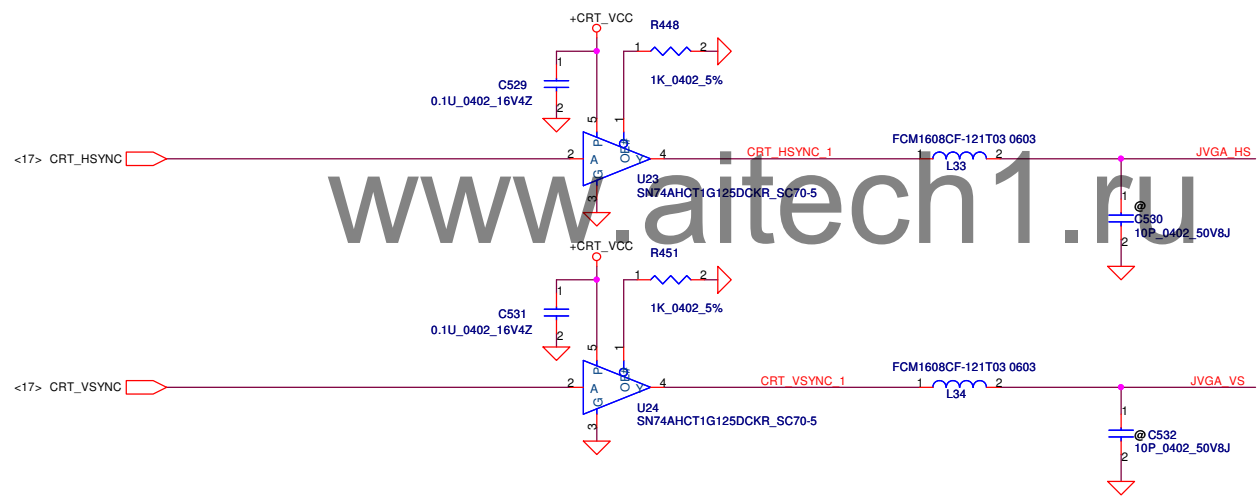 +CRT_VCC
R448
1
2
1K_0402_5%
1
C529
0.1U_0402_16V4Z
2
5
1
P
OE#
<17> CRT_HSYNC
2
A
Y
4
G
3
U23
SN74AHCT1G125DCKR_SC70-5
CRT_HSYNC_1
FCM1608CF-121T03 0603
1
2
L33
JVGA_HS
1
@
C530
10P_0402_50V8J
2
www.aitech1.ru
+CRT_VCC
R451
1
2
1K_0402_5%
1
C531
0.1U_0402_16V4Z
2
5
1
P
OE#
<17> CRT_VSYNC
2
A
Y
4
G
3
U24
SN74AHCT1G125DCKR_SC70-5
CRT_VSYNC_1
FCM1608CF-121T03 0603
1
2
L34
JVGA_VS
1
@ C532
10P_0402_50V8J
2